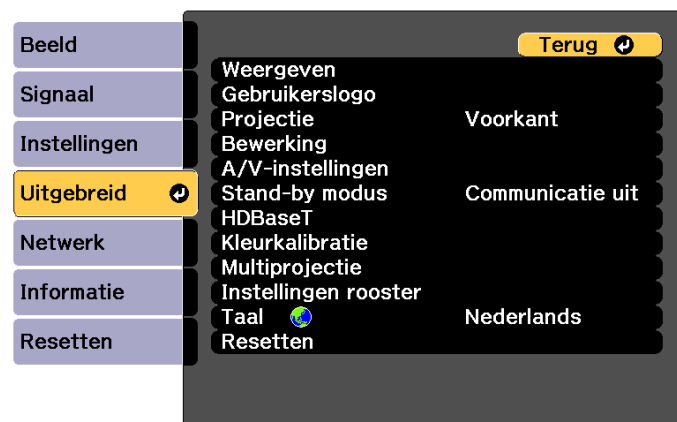 Beeld
Signaal
Instellingen
Uitgebreid
Netwerk
Informatie
Resetten
Terug
Weergeven
Gebruikerslogo
Projectie Voorkant
Bewerking
A/V-instellingen
Stand-by modus Communicatie uit
HDBaseT
Kleurkalibratie
Multiprojectie
Instellingen rooster
Taal Nederlands
Resetten